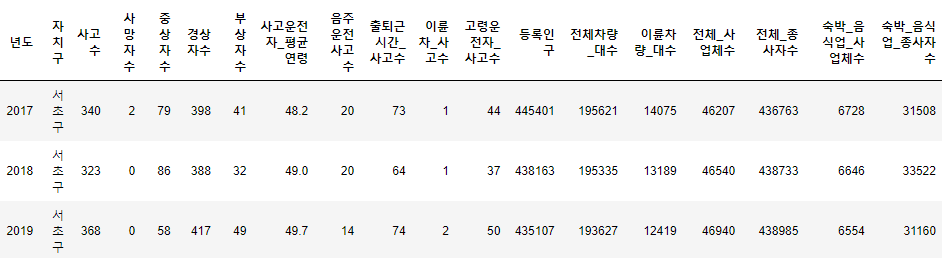 년도 자치구 사고수 사망자수 중상자수 경상자수 부상자수 사고운전자_평균연령 음주운전사고수 출퇴근시간_사고수 이륜차_사고수 고령운전자_사고수 등록인구 전체차량_대수 이륜차량_대수 전체_사업체수 전체_종사자수 숙박_음식업_사업체수 숙박_음식업_종사자수
2017 서초구 340 2 79 398 41 48.2 20 73 1 44 445401 195621 14075 46207 436763 6728 31508
2018 서초구 323 0 86 388 32 49.0 20 64 1 37 438163 195335 13189 46540 438733 6646 33522
2019 서초구 368 0 58 417 49 49.7 14 74 2 50 435107 193627 12419 46940 438985 6554 31160